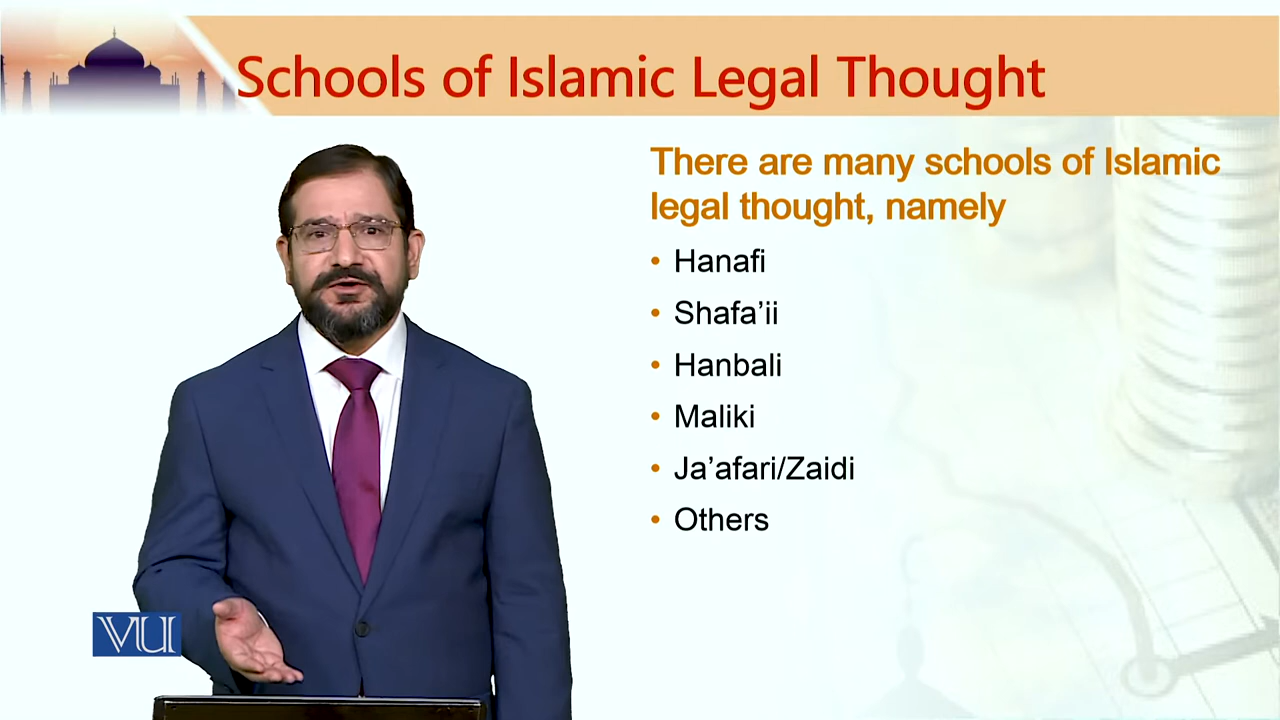 Schools of Islamic Legal Thought
There are many schools of Islamic
legal thought, namely
• Hanafi
• Shafa’ii
• Hanbali
• Maliki
• Ja’afari/Zaidi
• Others
VU